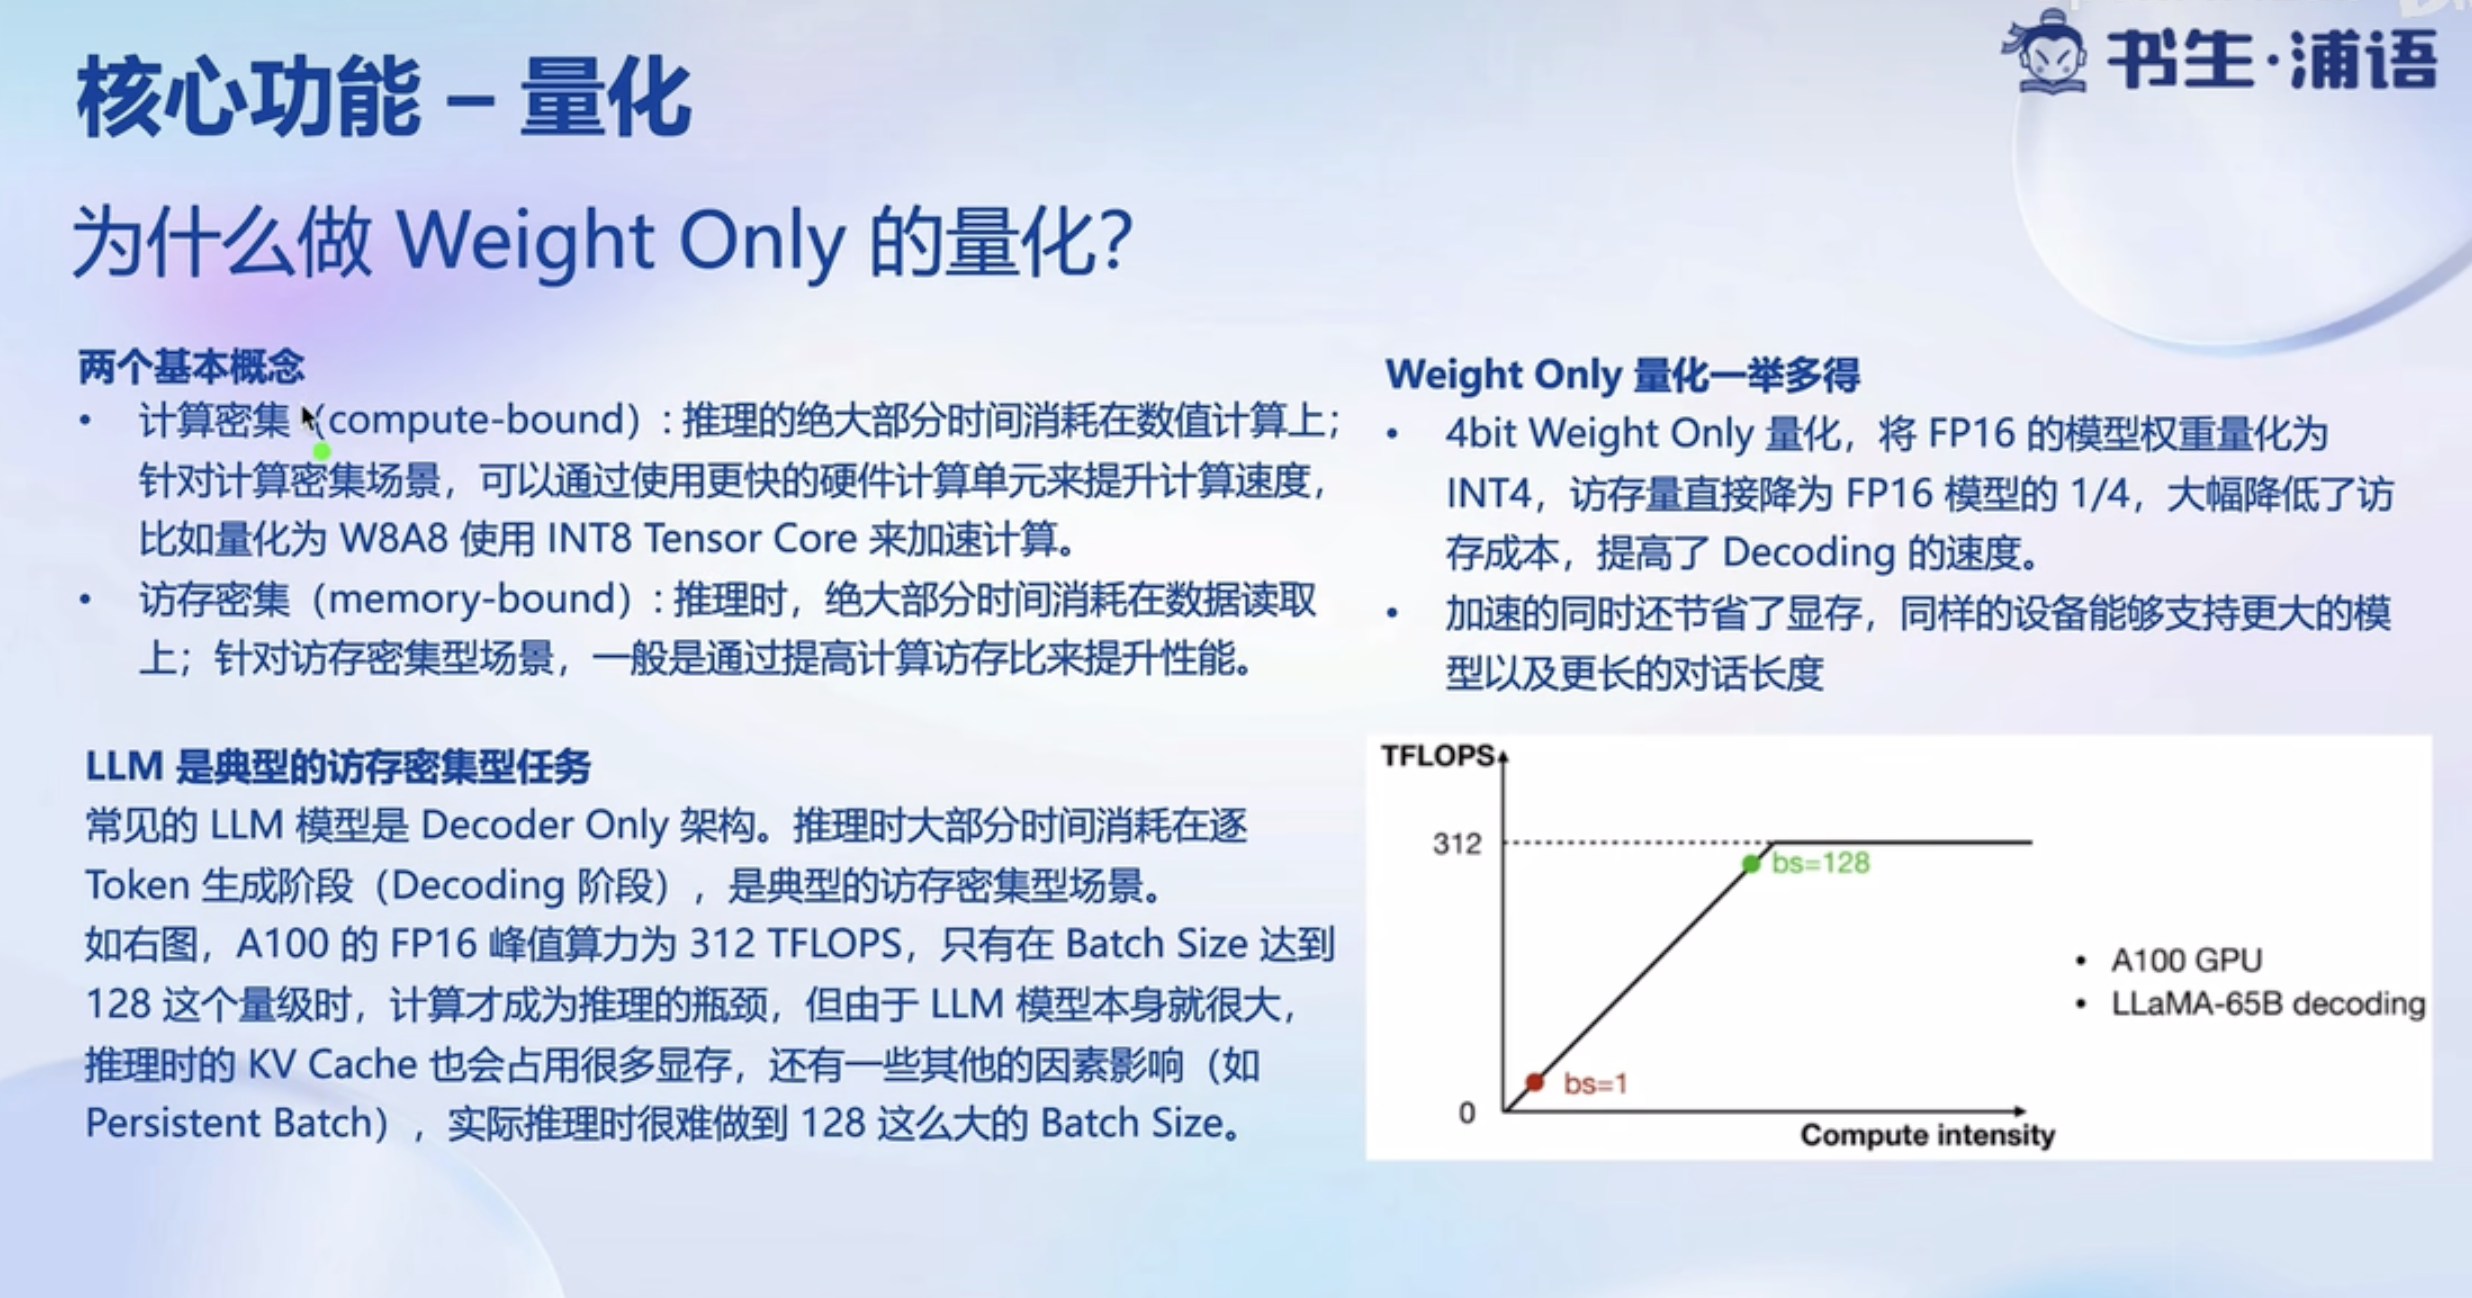 书生·浦语
核心功能 – 量化
为什么做 Weight Only 的量化？
两个基本概念
• 计算密集（compute-bund）: 推理的绝大部分时间消耗在数值计算上；
针对计算密集场景，可以通过使用更快的硬件计算单元来提升计算速度，
比如量化为 W8A8 使用 INT8 Tensor Core 来加速计算。
• 访存密集（memory-bound）: 推理时，绝大部分时间消耗在数据读取
上；针对访存密集型场景，一般是通过提高计算访存比来提升性能。
LLM 是典型的访存密集型任务
常见的 LLM 模型是 Decoder Only 架构。推理时大部分时间消耗在逐
Token 生成阶段（Decoding 阶段），是典型的访存密集型场景。
如右图，A100 的 FP16 峰值算力为 312 TFLOPS，只有在 Batch Size 达到
128 这个量级时，计算才成为推理的瓶颈，但由于 LLM 模型本身就很大，
推理时的 KV Cache 也会占用很多显存，还有一些其他的因素影响（如
Persistent Batch），实际推理时很难做到 128 这么大的 Batch Size。
Weight Only 量化一举多得
• 4bit Weight Only 量化，将 FP16 的模型权重量化为
INT4，访存量直接降为 FP16 模型的 1/4，大幅降低了访
存成本，提高了 Decoding 的速度。
• 加速的同时还节省了显存，同样的设备能够支持更大的模
型以及更长的对话长度
TFLOPS
312
bs=128
• A100 GPU
• LLaMA-65B decoding
bs=1
0
Compute intensity